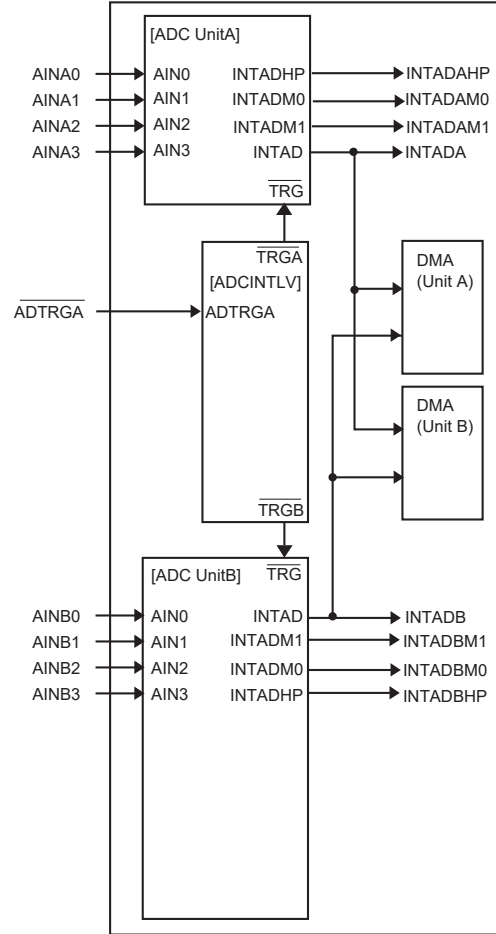 [ADC UnitA]
AINA0 AIN0 INTADHP INTADAHP
AINA1 AIN1 INTADM0 INTADAM0
AINA2 AIN2 INTADM1 INTADAM1
AINA3 AIN3 INTAD INTADA
TRG
TRGA
[ADCINTLV]
ADTRGA ADTRGA
DMA
(Unit A)
DMA
(Unit B)
TRGB
[ADC UnitB] TRG
AINB0 AIN0 INTAD INTADB
AINB1 AIN1 INTADM1 INTADBM1
AINB2 AIN2 INTADM0 INTADBM0
AINB3 AIN3 INTADHP INTADBHP